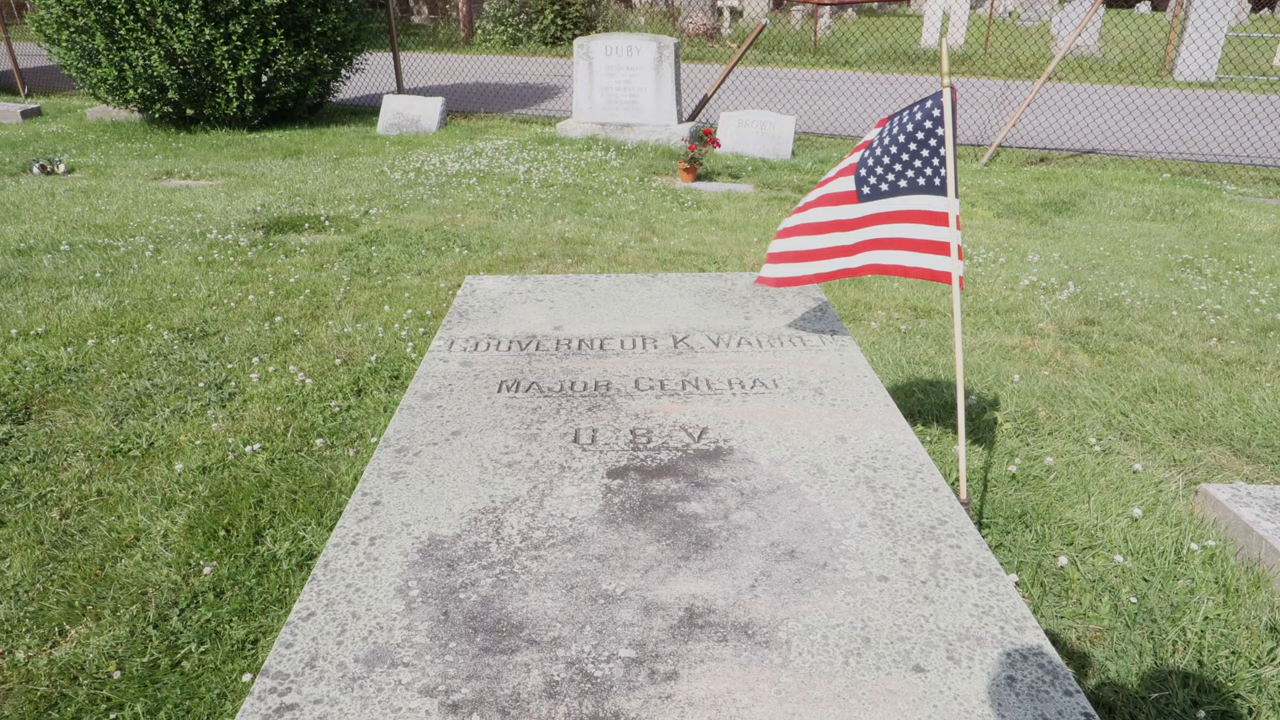 DUBY
BROWN
GOUVERNEUR K. WARREN
MAJOR GENERAL
U. S. V.